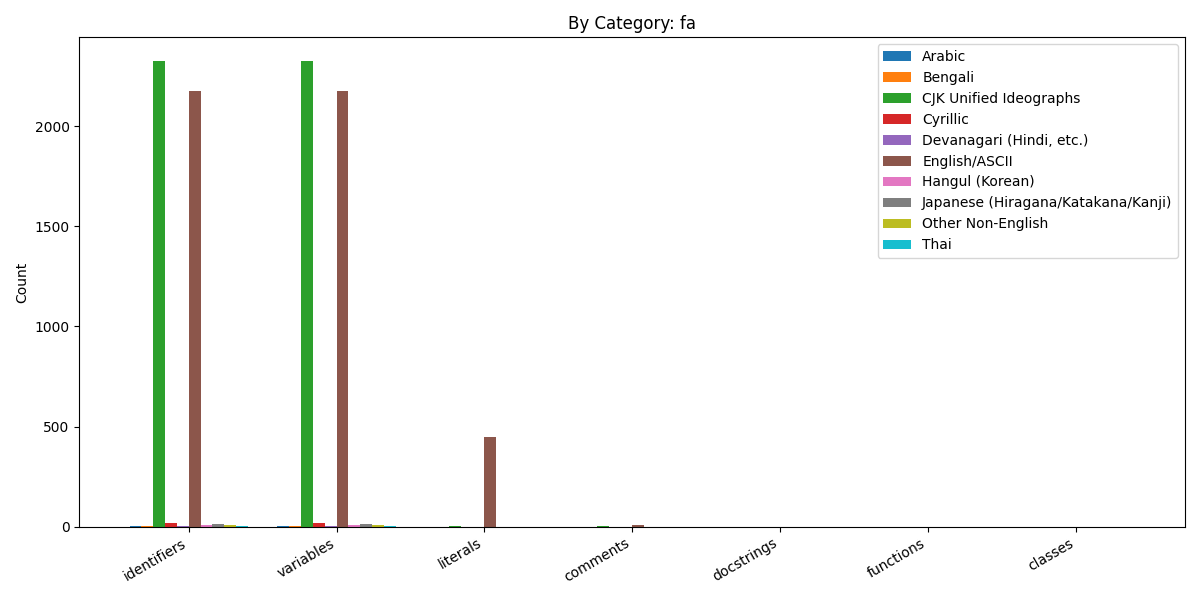 By Category: fa
Arabic
Bengali
CJK Unified Ideographs
Cyrillic
Devanagari (Hindi, etc.)
English/ASCII
Hangul (Korean)
Japanese (Hiragana/Katakana/Kanji)
Other Non-English
Thai
Count
2000
1500
1000
500
0
identifiers
variables
literals
comments
docstrings
functions
classes